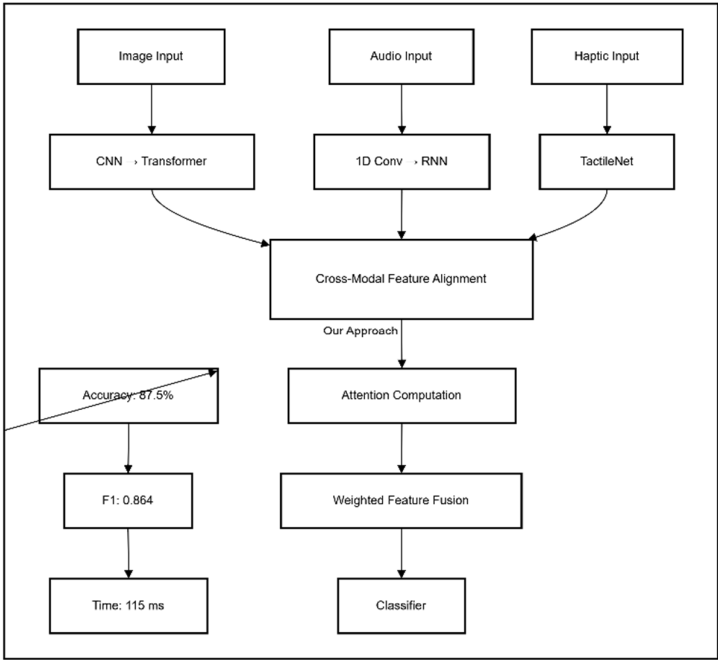 Image Input
Audio Input
Haptic Input
CNN → Transformer
1D Conv → RNN
TactileNet
Cross-Modal Feature Alignment
Our Approach
Accuracy: 87.5%
Attention Computation
F1: 0.864
Weighted Feature Fusion
Time: 115 ms
Classifier